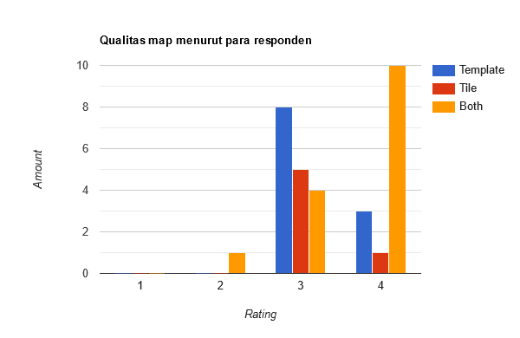 Qualitas map menurut para responden
10
8
6
4
2
0
Amount
1 2 3 4
Rating
Template
Tile
Both